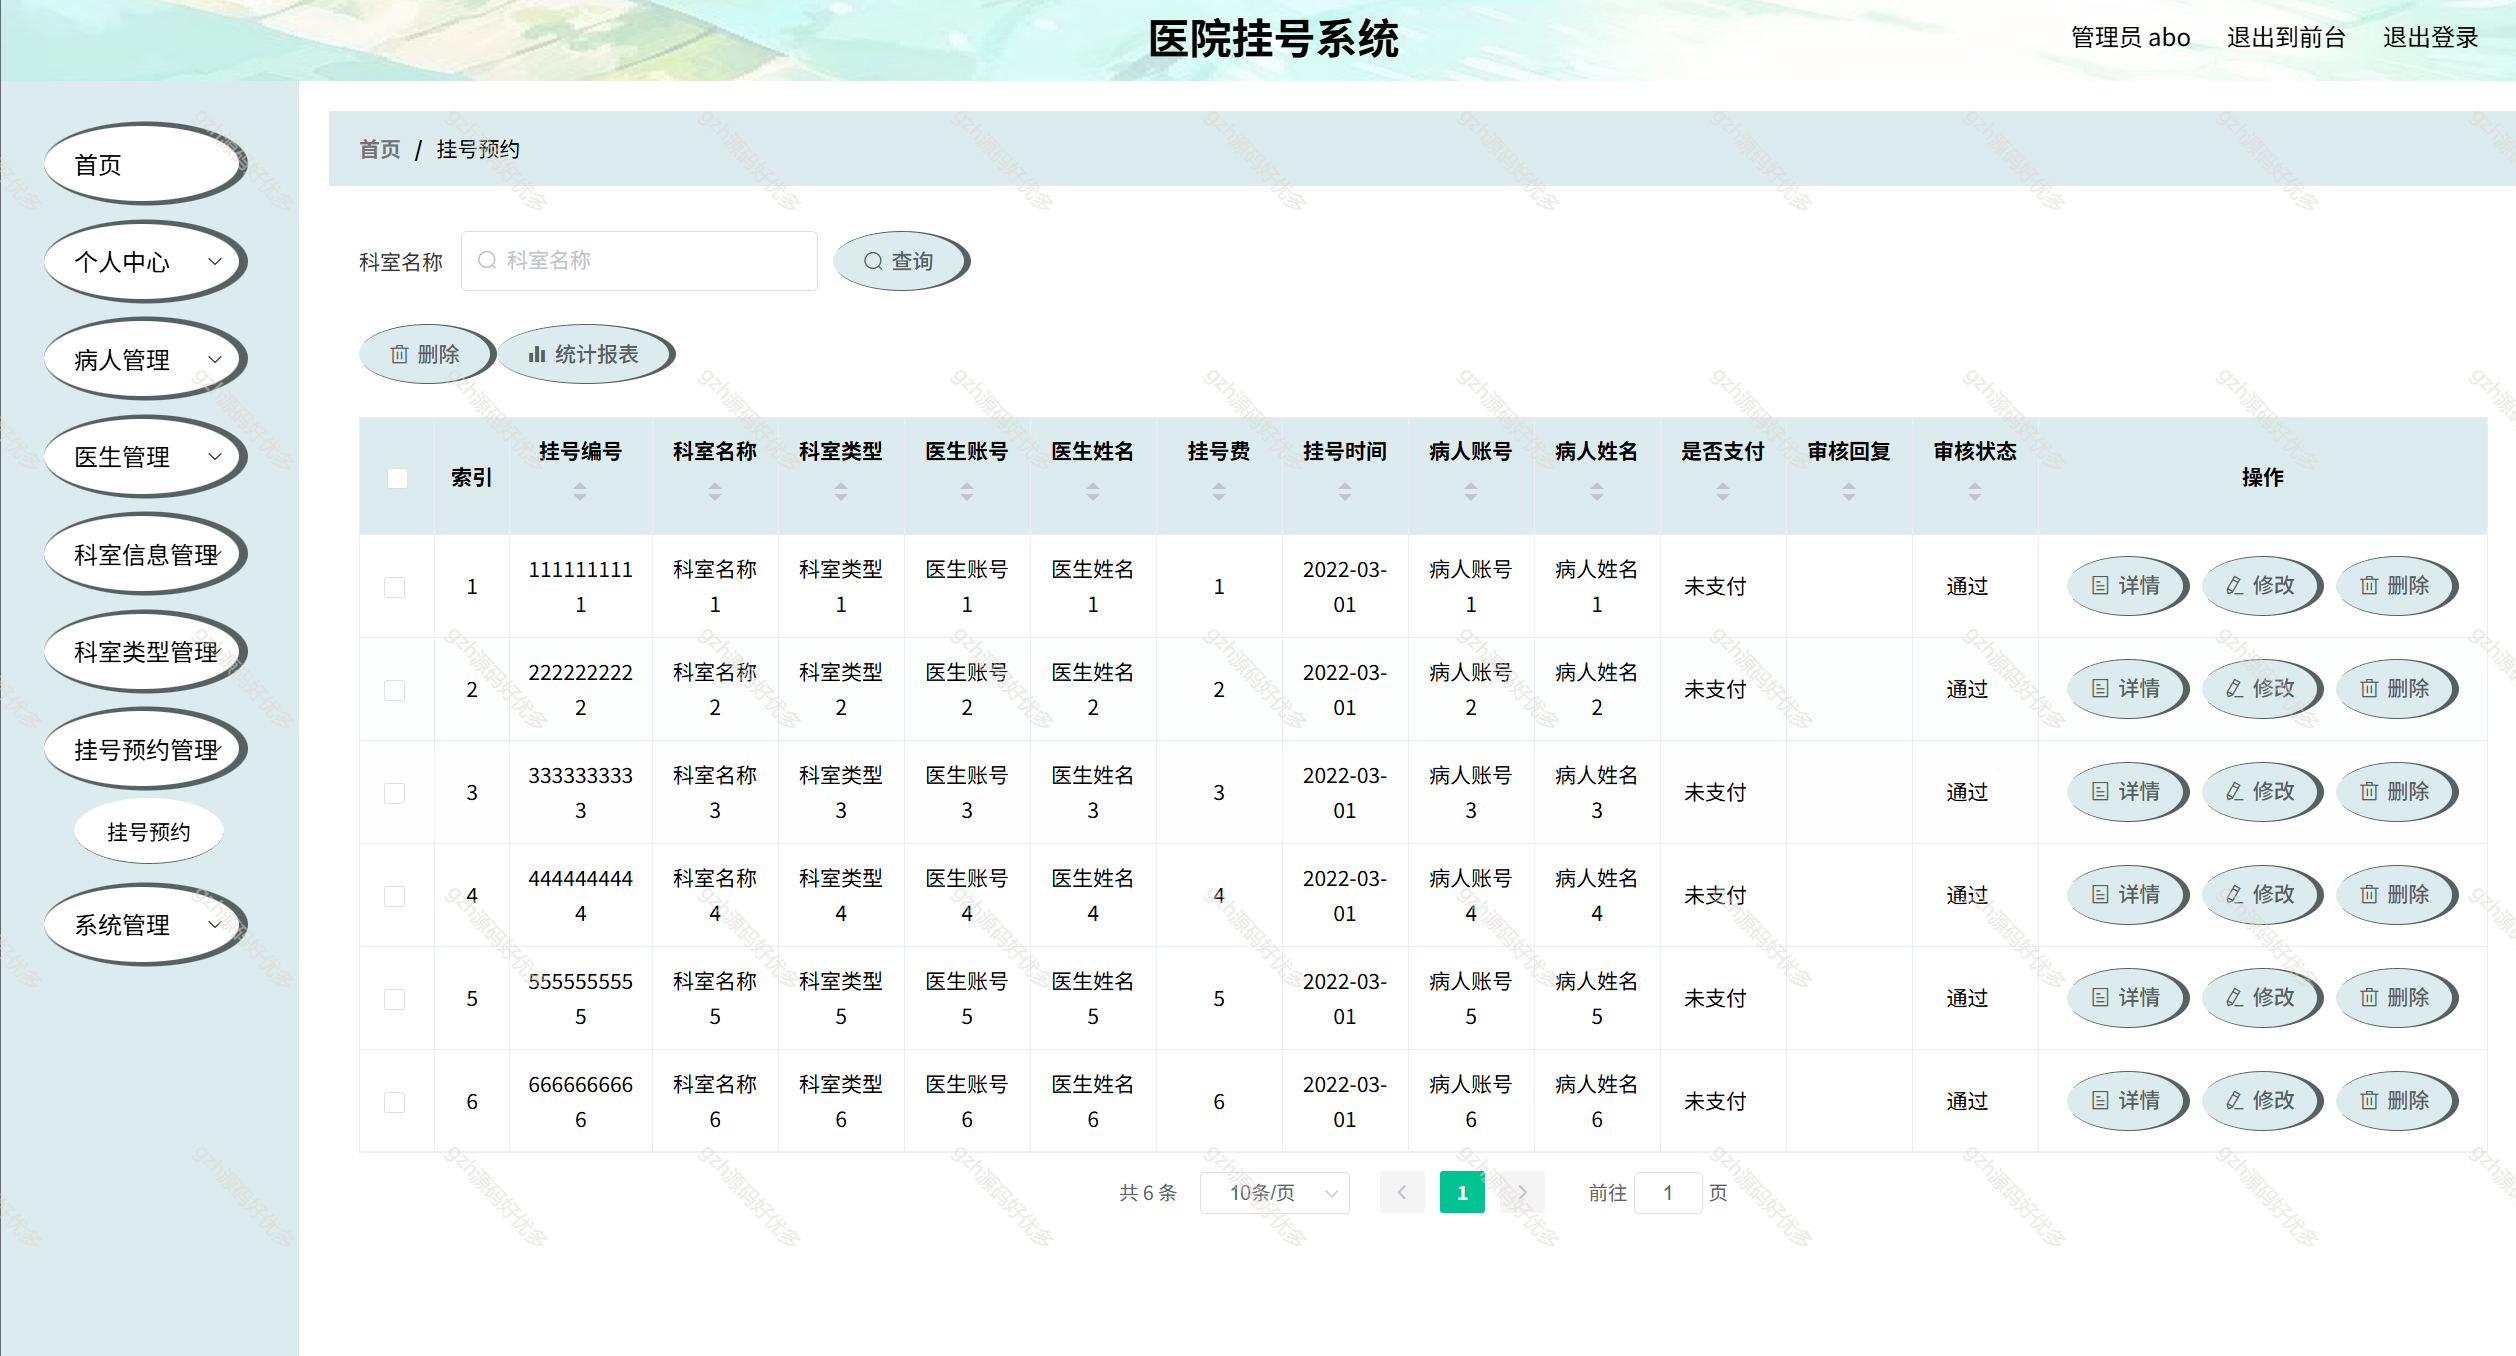 医院挂号系统
管理员 abo 退出到前台 退出登录
首页
个人中心
病人管理
医生管理
科室信息管理
科室类型管理
挂号预约管理
挂号预约
系统管理
首页 / 挂号预约
科室名称 科室名称 查询
删除 统计报表
索引 挂号编号 科室名称 科室类型 医生账号 医生姓名 挂号费 挂号时间 病人账号 病人姓名 是否支付 审核回复 审核状态 操作
1 1111111111 科室名称1 科室类型1 医生账号1 医生姓名1 1 2022-03-01 病人账号1 病人姓名1 未支付 通过 详情 修改 删除
2 2222222222 科室名称2 科室类型2 医生账号2 医生姓名2 2 2022-03-01 病人账号2 病人姓名2 未支付 通过 详情 修改 删除
3 3333333333 科室名称3 科室类型3 医生账号3 医生姓名3 3 2022-03-01 病人账号3 病人姓名3 未支付 通过 详情 修改 删除
4 4444444444 科室名称4 科室类型4 医生账号4 医生姓名4 4 2022-03-01 病人账号4 病人姓名4 未支付 通过 详情 修改 删除
5 5555555555 科室名称5 科室类型5 医生账号5 医生姓名5 5 2022-03-01 病人账号5 病人姓名5 未支付 通过 详情 修改 删除
6 6666666666 科室名称6 科室类型6 医生账号6 医生姓名6 6 2022-03-01 病人账号6 病人姓名6 未支付 通过 详情 修改 删除
共 6 条 10条/页 1 前往 1 页
gzh源码好优多